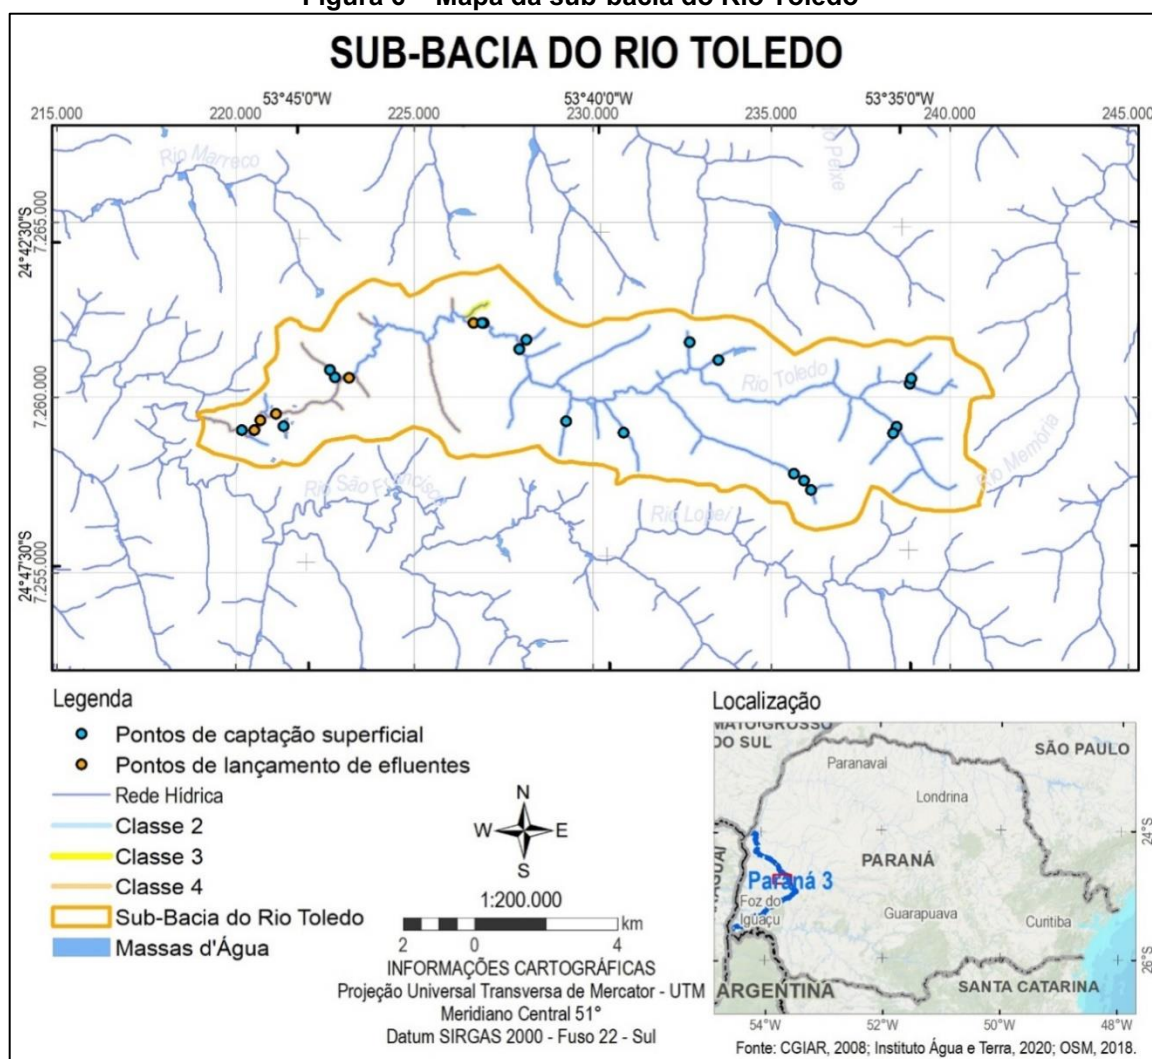 Figura 6 – Mapa da sub-bacia do Rio Toledo
SUB-BACIA DO RIO TOLEDO
53°45'0"W 53°40'0"W 53°35'0"W
215.000 220.000 225.000 230.000 235.000 240.000 245.000
24°42'30"S
7.265.000
7.260.000
24°47'30"S
7.255.000
Rio Marreco
Peixe
Rio Toledo
Rio Memória
Rio São Francisco
Rio Lope
Legenda
Pontos de captação superficial
Pontos de lançamento de efluentes
Rede Hídrica
Classe 2
Classe 3
Classe 4
Sub-Bacia do Rio Toledo
Massas d'Água
N
W E
S
1:200.000
km
2 0 4
INFORMAÇÕES CARTOGRÁFICAS
Projeção Universal Transversa de Mercator - UTM
Meridiano Central 51°
Datum SIRGAS 2000 - Fuso 22 - Sul
Localização
MATO GROSSO
DO SUL
SÃO PAULO
Paranavai
Londrina
24°S
PARANÁ
Paraná 3
Foz do
Iguaçu
Guarapuava
Curitiba
26°S
ARGENTINA
SANTA CATARINA
54°W 52°W 50°W 48°W
Fonte: CGIAR, 2008; Instituto Água e Terra, 2020; OSM, 2018.